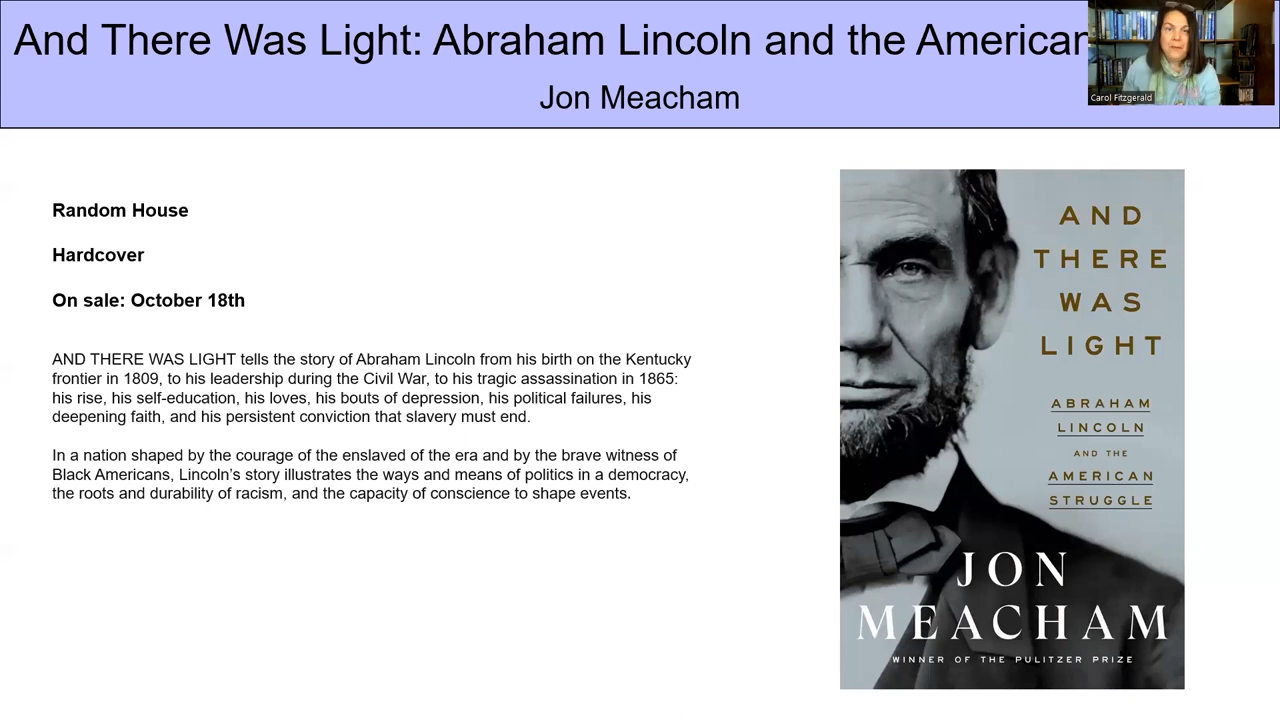 And There Was Light: Abraham Lincoln and the American
Jon Meacham
Carol Fitzgerald
Random House
Hardcover
On sale: October 18th
AND THERE WAS LIGHT tells the story of Abraham Lincoln from his birth on the Kentucky
frontier in 1809, to his leadership during the Civil War, to his tragic assassination in 1865:
his rise, his self-education, his loves, his bouts of depression, his political failures, his
deepening faith, and his persistent conviction that slavery must end.
In a nation shaped by the courage of the enslaved of the era and by the brave witness of
Black Americans, Lincoln’s story illustrates the ways and means of politics in a democracy,
the roots and durability of racism, and the capacity of conscience to shape events.
AND
THERE
WAS
LIGHT
ABRAHAM
LINCOLN
AND THE
AMERICAN
STRUGGLE
JON
MEACHAM
WINNER OF THE PULITZER PRIZE